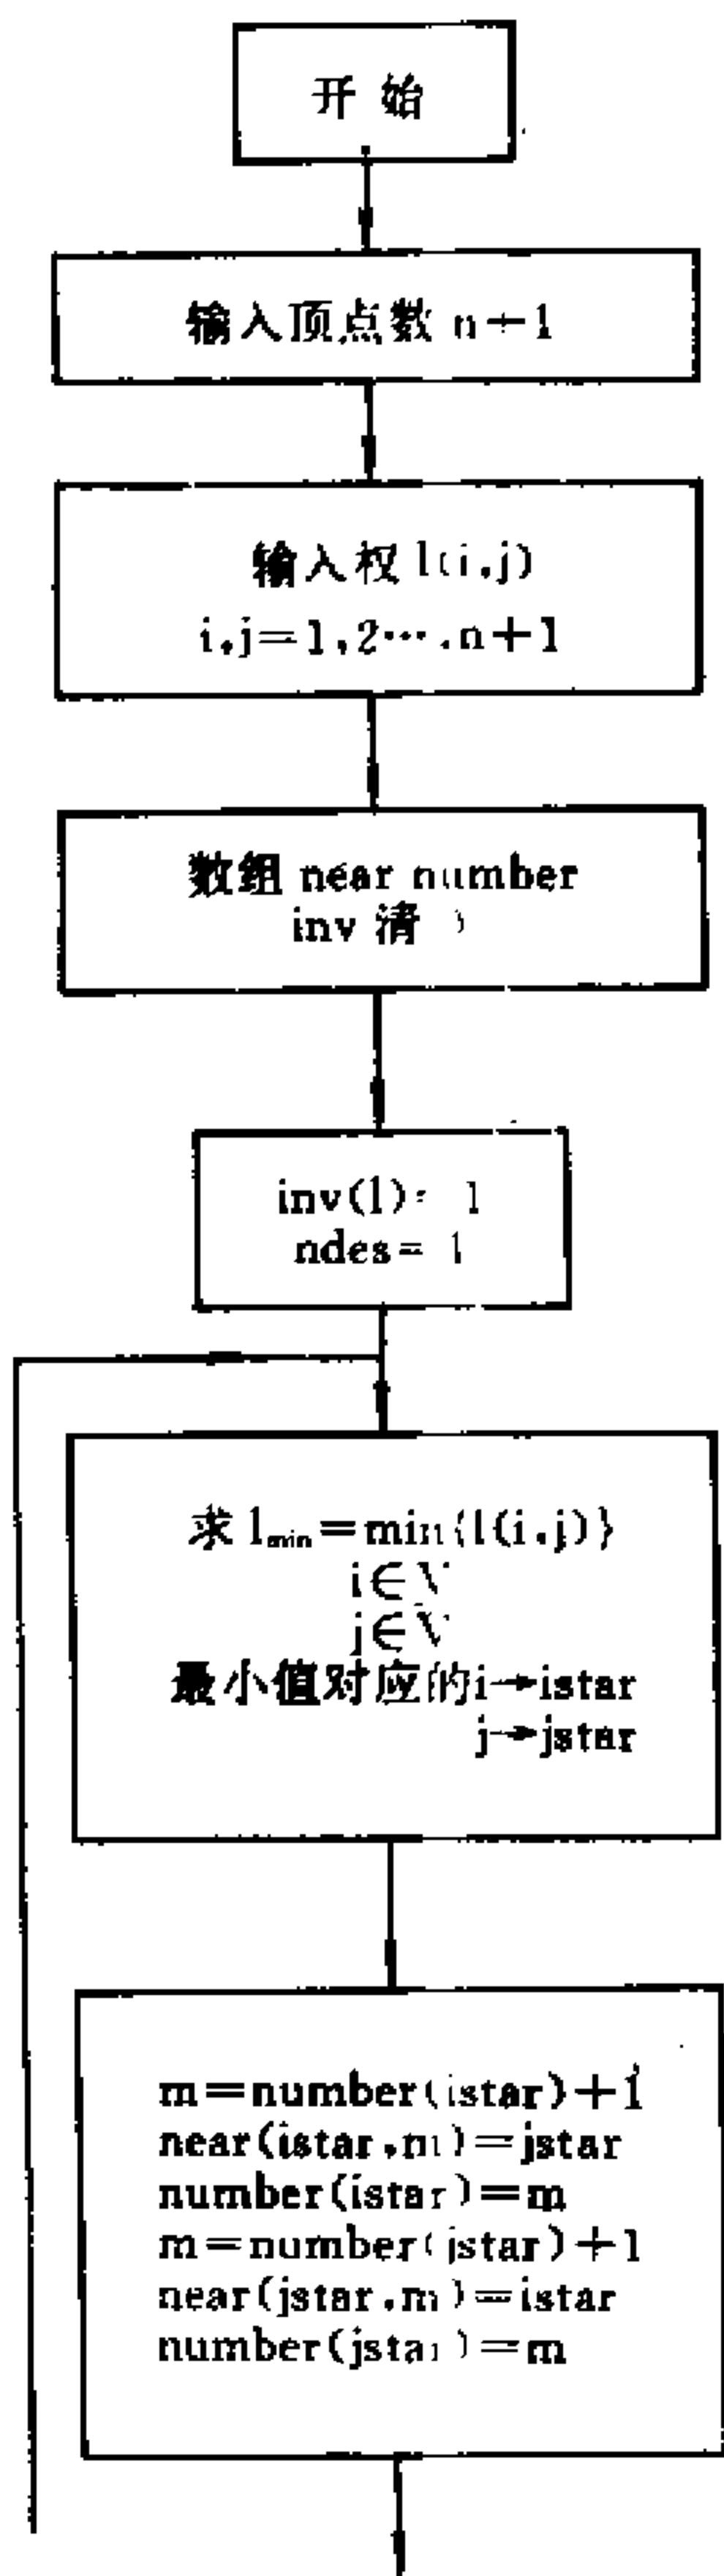 开 始
输入顶点数 n+1
输入权 l(i,j)
i,j=1,2….n+1
数组 near number
inv 清
inv(1)= 1
ndes= 1
求 lmin=min{l(i,j)}
i∈V
j∈V
最小值对应的i→istar
j→jstar
m=number(istar)+1
near(istar,m)=jstar
number(istar)=m
m=number(jstar)+1
near(jstar,m)=istar
number(jstar)=m